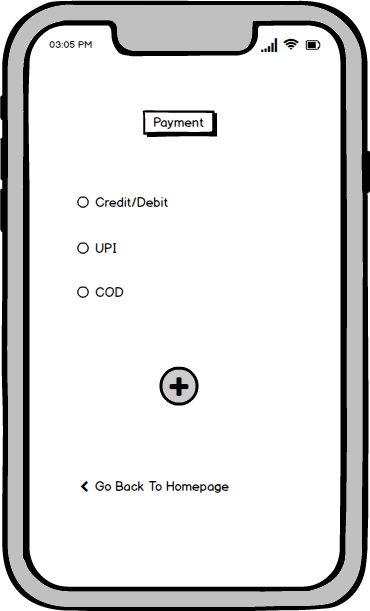 03:05 PM
Payment
Credit/Debit
UPI
COD
Go Back To Homepage